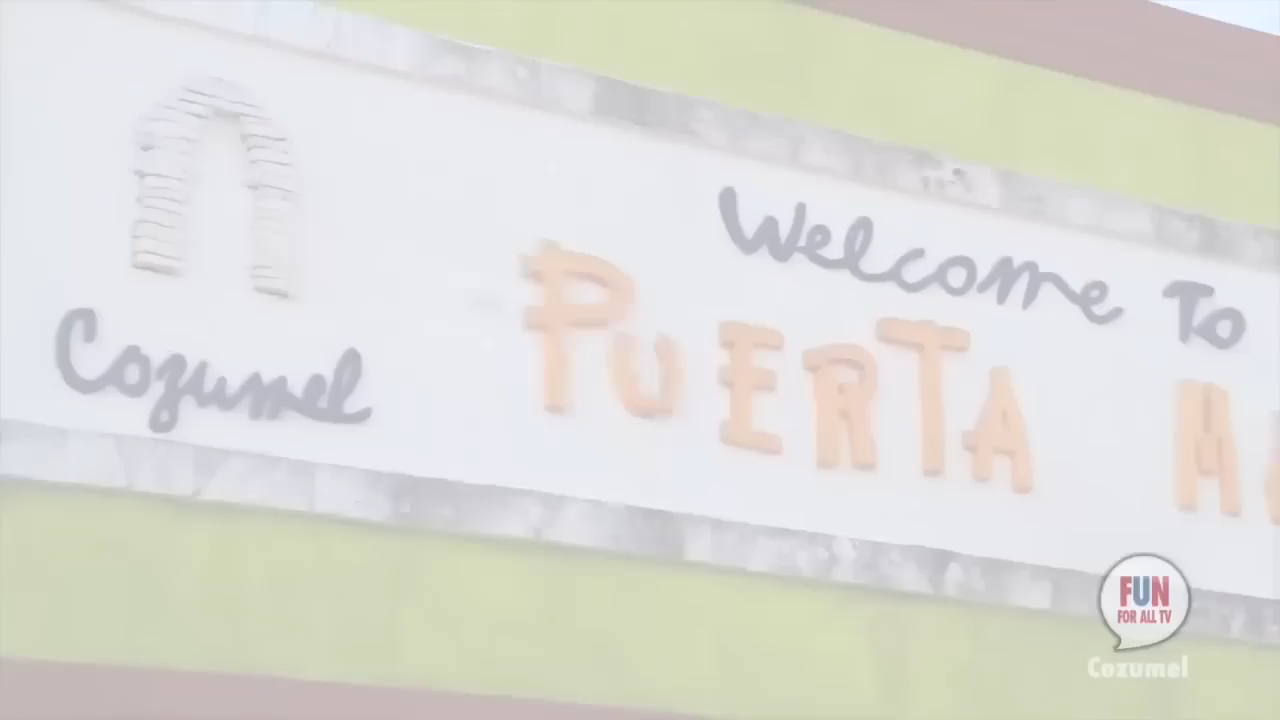 Cozumel
Welcome To
PUERTA
FUN
FOR ALL TV
Cozumel